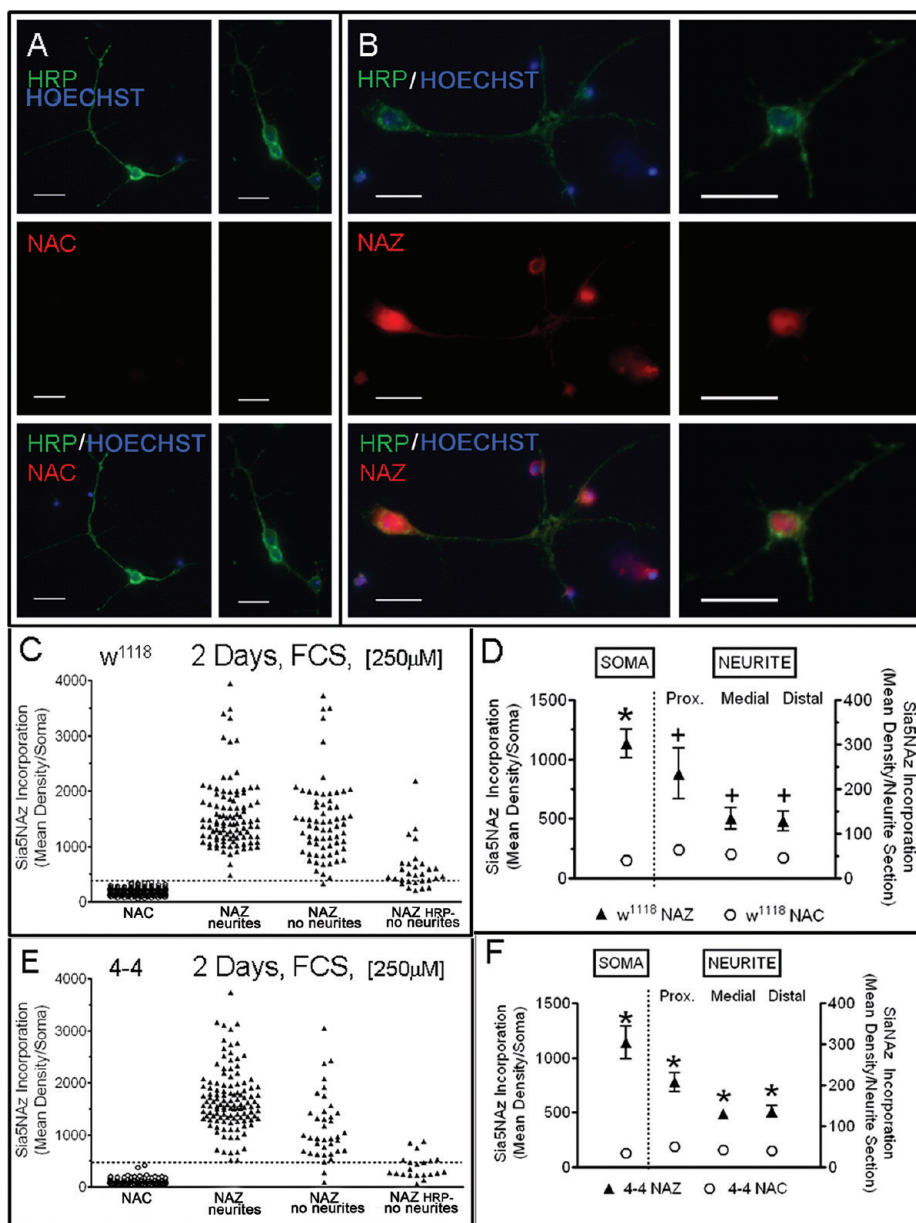 A
HRP
HOECHST
B
HRP/HOECHST
NAC
NAZ
HRP/HOECHST
NAC
HRP/HOECHST
NAZ
C
w1118 2 Days, FCS, [250µM]
Sia5NAz Incorporation
(Mean Density/Soma)
4000
3000
2000
1000
0
NAC
NAZ
neurites
NAZ
no neurites
NAZ HRP-
no neurites
D
SOMA
NEURITE
Prox. Medial Distal
Sia5NAz Incorporation
(Mean Density/Soma)
1500
1000
500
0
* + + +
400
300
200
100
0
Sia5NAz Incorporation
(Mean Density/Neurite Section)
▲ w1118 NAZ ○ w1118 NAC
E
4-4 2 Days, FCS, [250µM]
Sia5NAz Incorporation
(Mean Density/Soma)
4000
3000
2000
1000
0
NAC
NAZ
neurites
NAZ
no neurites
NAZ HRP-
no neurites
F
SOMA
NEURITE
Prox. Medial Distal
Sia5NAz Incorporation
(Mean Density/Soma)
1500
1000
500
0
* * * *
400
300
200
100
0
SiaNAz Incorporation
(Mean Density/Neurite Section)
▲ 4-4 NAZ ○ 4-4 NAC